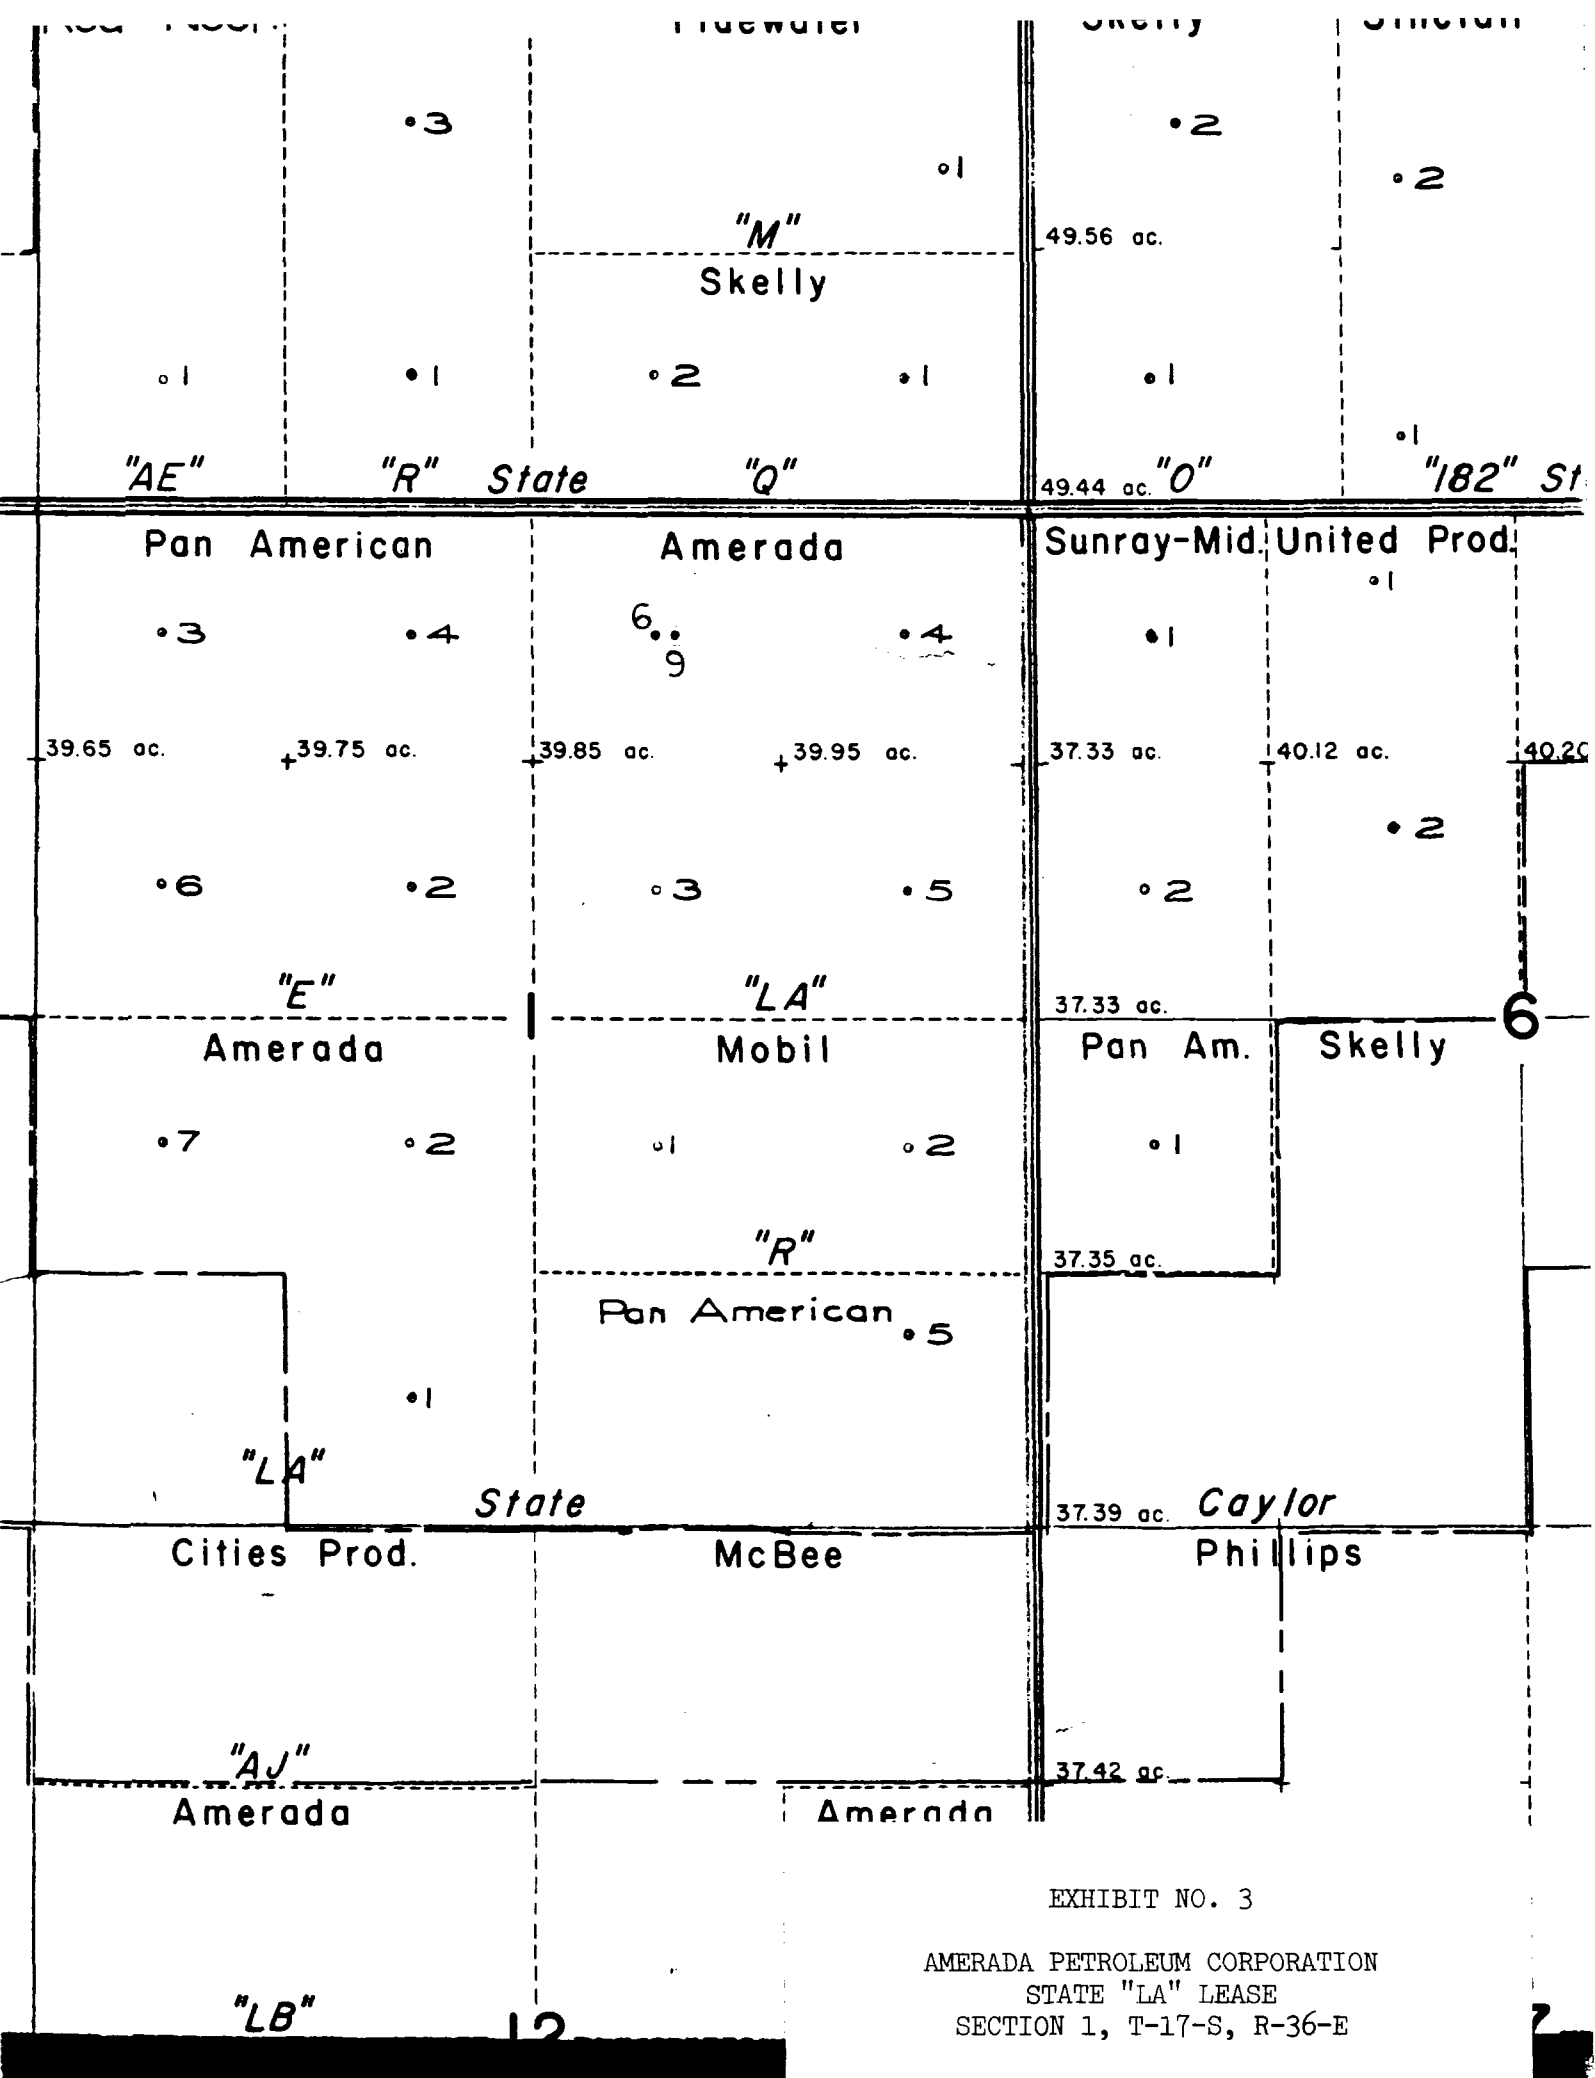 •3
•2
○1
•2
"M"
49.56 ac.
Skelly
○1 •1 •2 •1 •1
○1
"AE" "R" State "Q" 49.44 ac. "O" "182" St
Pan American Amerada Sunray-Mid. United Prod.
•1
•3 •4 6 •• •4 •1
9
39.65 ac. 39.75 ac. 39.85 ac. 39.95 ac. 37.33 ac. 40.12 ac. 40.20
•2
•6 •2 ○3 •5 ○2
"E" 1 "LA" 37.33 ac. 6
Amerada Mobil Pan Am. Skelly
•7 ○2 ○1 ○2 •1
"R" 37.35 ac.
Pan American
•5
•1
"LA"
State 37.39 ac. Caylor
Cities Prod. McBee Phillips
"AJ" 37.42 ac.
Amerada Amerada
EXHIBIT NO. 3
AMERADA PETROLEUM CORPORATION
STATE "LA" LEASE
SECTION 1, T-17-S, R-36-E
"LB" 12